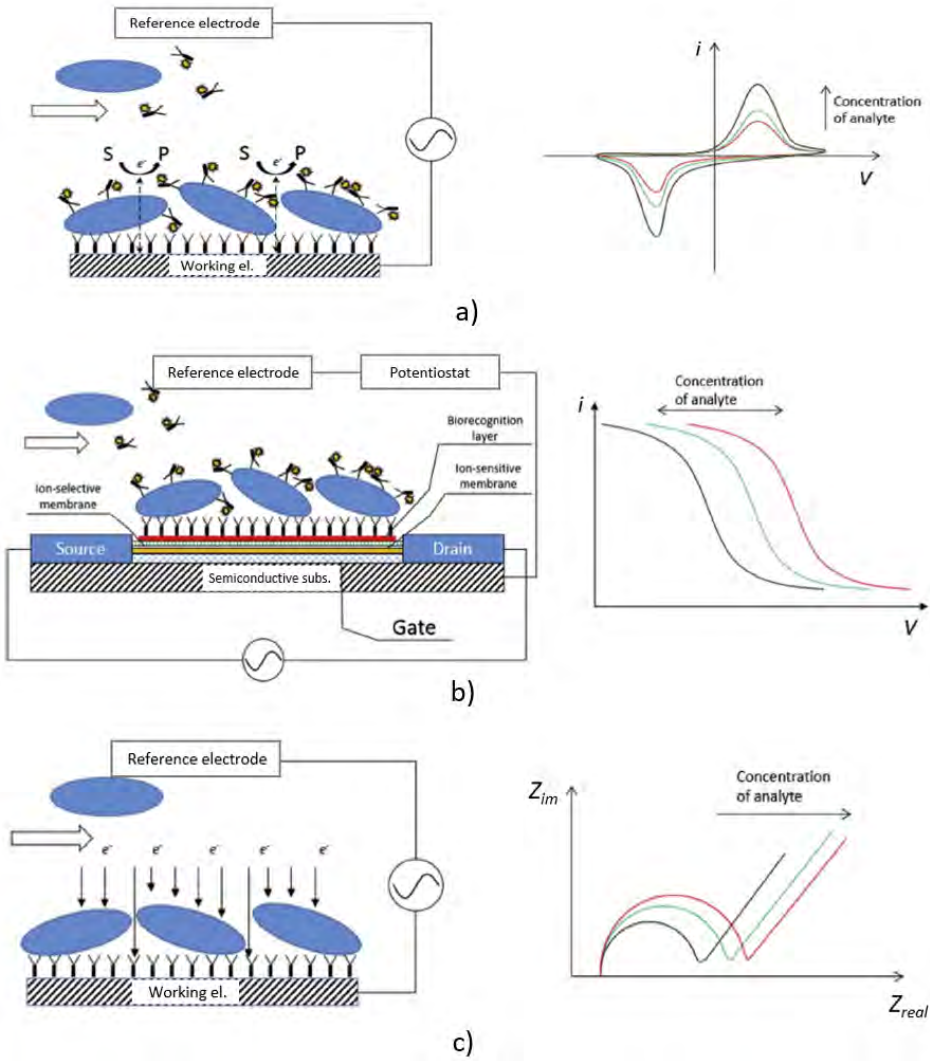 Reference electrode
i
Concentration
of analyte
S P S P
e⁻ e⁻
V
Working el.
a)
Reference electrode
Potentiostat
Concentration
of analyte
i
Biorecognition
layer
Ion-selective
membrane
Ion-sensitive
membrane
Source
Drain
Semiconductive subs.
Gate
V
b)
Reference electrode
Concentration
of analyte
Z_im
e⁻ e⁻ e⁻ e⁻ e⁻
Working el.
Z_real
c)